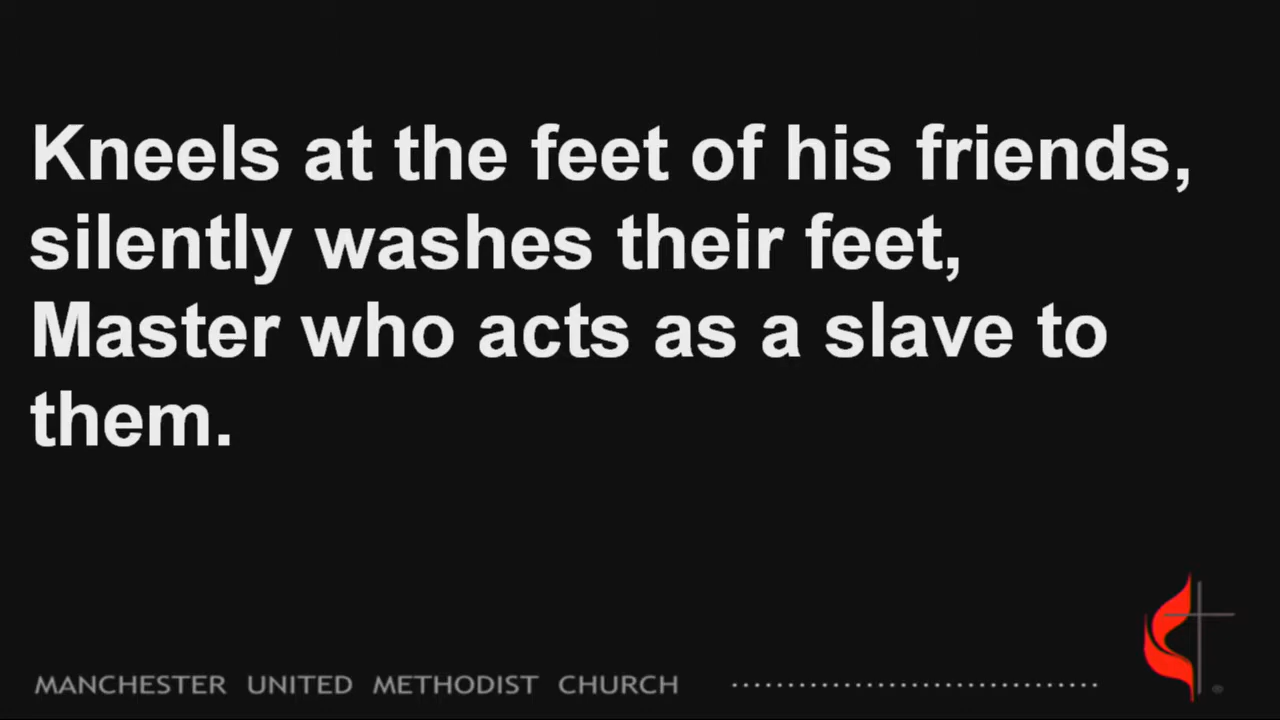 Kneels at the feet of his friends,
silently washes their feet,
Master who acts as a slave to
them.
MANCHESTER UNITED METHODIST CHURCH
®